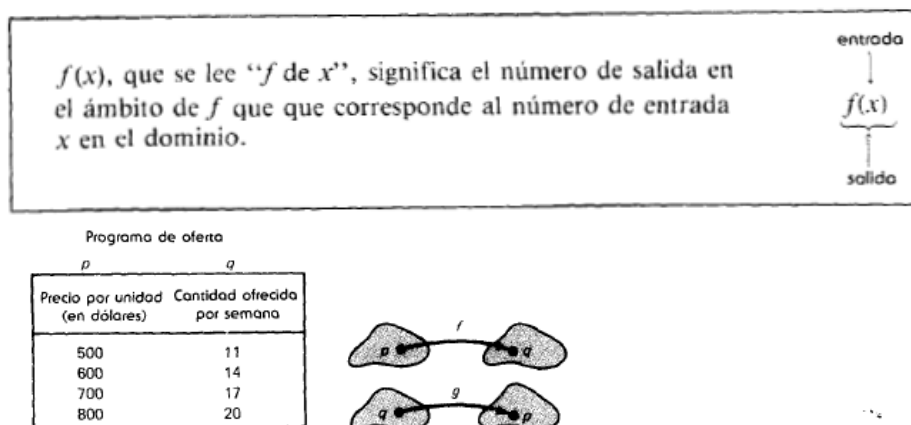 f(x), que se lee “f de x”, significa el número de salida en
el ámbito de f que que corresponde al número de entrada
x en el dominio.
entrada
f(x)
salida
Programa de oferta
p q
Precio por unidad Cantidad ofrecida
(en dólares) por semana
500 11
600 14
700 17
800 20
f
p q
g
q p